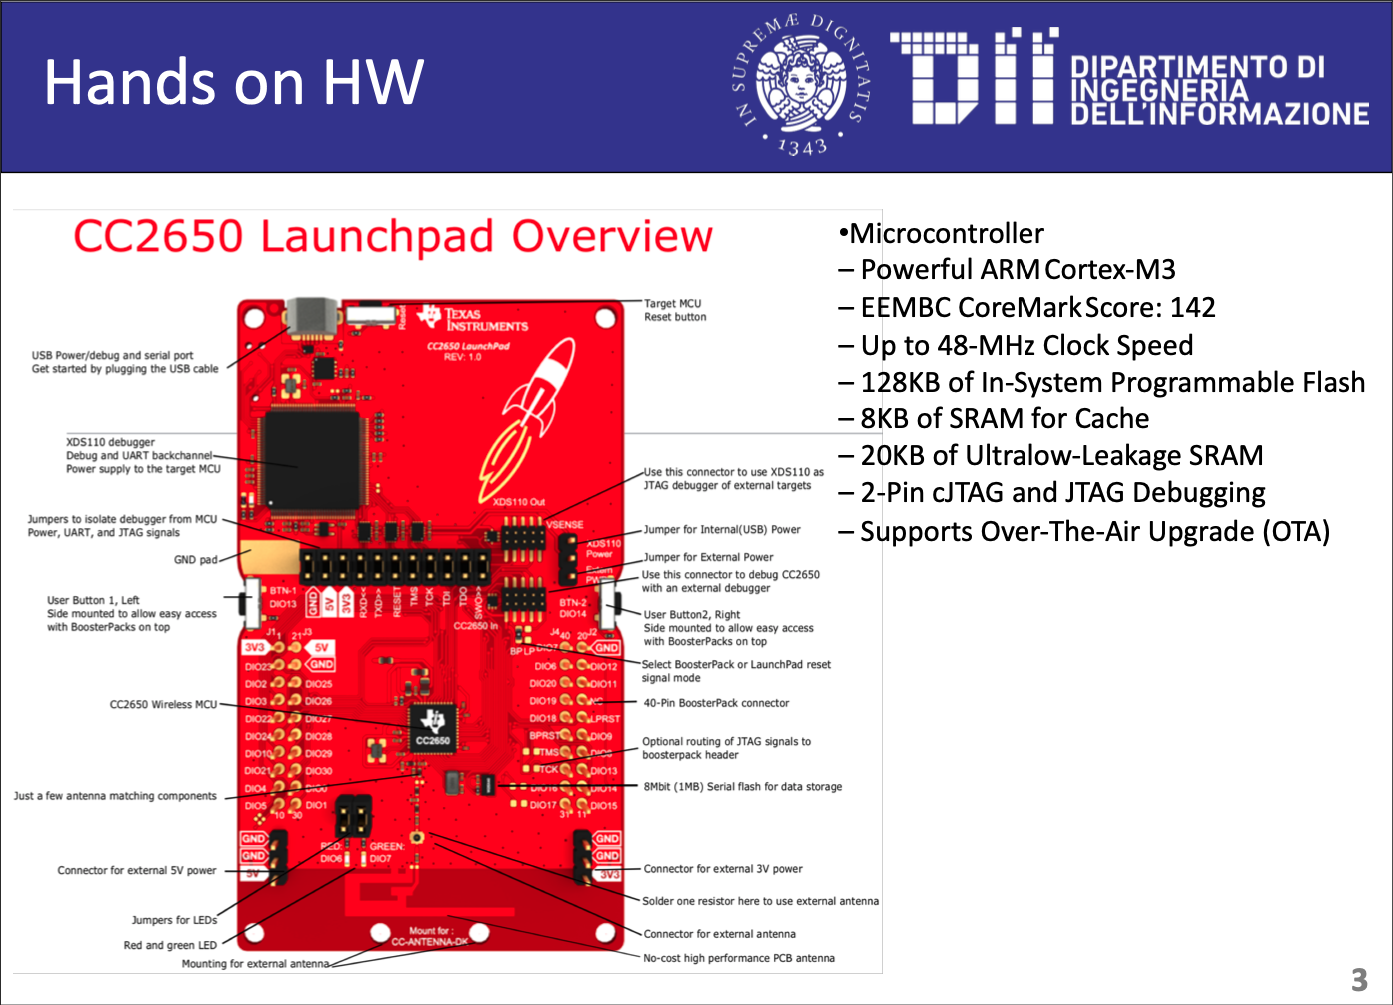 Hands on HW
IN SUPREMÆ DIGNITATIS
· 1343 ·
DII
DIPARTIMENTO DI
INGEGNERIA
DELL'INFORMAZIONE
CC2650 Launchpad Overview
Target MCU
Reset button
Reset
TEXAS
INSTRUMENTS
CC2650 LaunchPad
REV: 1.0
USB Power/debug and serial port
Get started by plugging the USB cable
XDS110 debugger
Debug and UART backchannel
Power supply to the target MCU
Jumpers to isolate debugger from MCU
Power, UART, and JTAG signals
GND pad
User Button 1, Left
Side mounted to allow easy access
with BoosterPacks on top
CC2650 Wireless MCU
Just a few antenna matching components
Connector for external 5V power
Jumpers for LEDs
Red and green LED
Mounting for external antenna
XDS110 Out
VSENSE
XDS110
Power
Extern
BTN-1
DIO13
GND
5V
3V3
RXD<<
TXD>>
RESET
TMS
TCK
TDI
TDO
SWO>>
CC2650 In
BTN-2
DIO14
BP LP
J1 1 21 J3
3V3 5V
DIO23 GND
DIO2 DIO25
DIO3 DIO26
DIO22 DIO27
DIO24 DIO28
DIO10 DIO29
DIO21 DIO30
DIO4 DIO0
DIO5 DIO1
10 30
J4 40 20 J2
DIO7 GND
DIO6 DIO12
DIO20 DIO11
DIO19
DIO18 LPRST
BPRST DIO9
TMS DIO8
TCK DIO13
DIO16 DIO14
DIO17 DIO15
31 11
CC2650
GND
GND
5V
RED:
DIO6
GREEN:
DIO7
GND
GND
3V3
Mount for :
CC-ANTENNA-DK
Use this connector to use XDS110 as
JTAG debugger of external targets
Jumper for Internal(USB) Power
Jumper for External Power
Use this connector to debug CC2650
with an external debugger
User Button2, Right
Side mounted to allow easy access
with BoosterPacks on top
Select BoosterPack or LaunchPad reset
signal mode
40-Pin BoosterPack connector
Optional routing of JTAG signals to
boosterpack header
8Mbit (1MB) Serial flash for data storage
Connector for external 3V power
Solder one resistor here to use external antenna
Connector for external antenna
No-cost high performance PCB antenna
•Microcontroller
– Powerful ARM Cortex-M3
– EEMBC CoreMark Score: 142
– Up to 48-MHz Clock Speed
– 128KB of In-System Programmable Flash
– 8KB of SRAM for Cache
– 20KB of Ultralow-Leakage SRAM
– 2-Pin cJTAG and JTAG Debugging
– Supports Over-The-Air Upgrade (OTA)
3